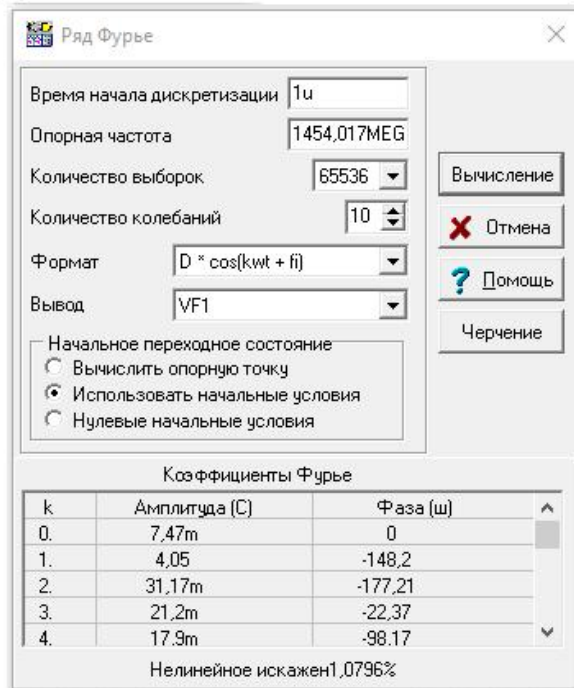 Ряд Фурье
Время начала дискретизации 1u
Опорная частота 1454,017MEG
Количество выборок 65536
Количество колебаний 10
Формат D * cos(kwt + fi)
Вывод VF1
Начальное переходное состояние
Вычислить опорную точку
Использовать начальные условия
Нулевые начальные условия
Вычисление
Отмена
Помощь
Черчение
Коэффициенты Фурье
k Амплитуда (C) Фаза (ш)
0. 7,47m 0
1. 4,05 -148,2
2. 31,17m -177,21
3. 21,2m -22,37
4. 17,9m -98,17
Нелинейное искажен1,0796%